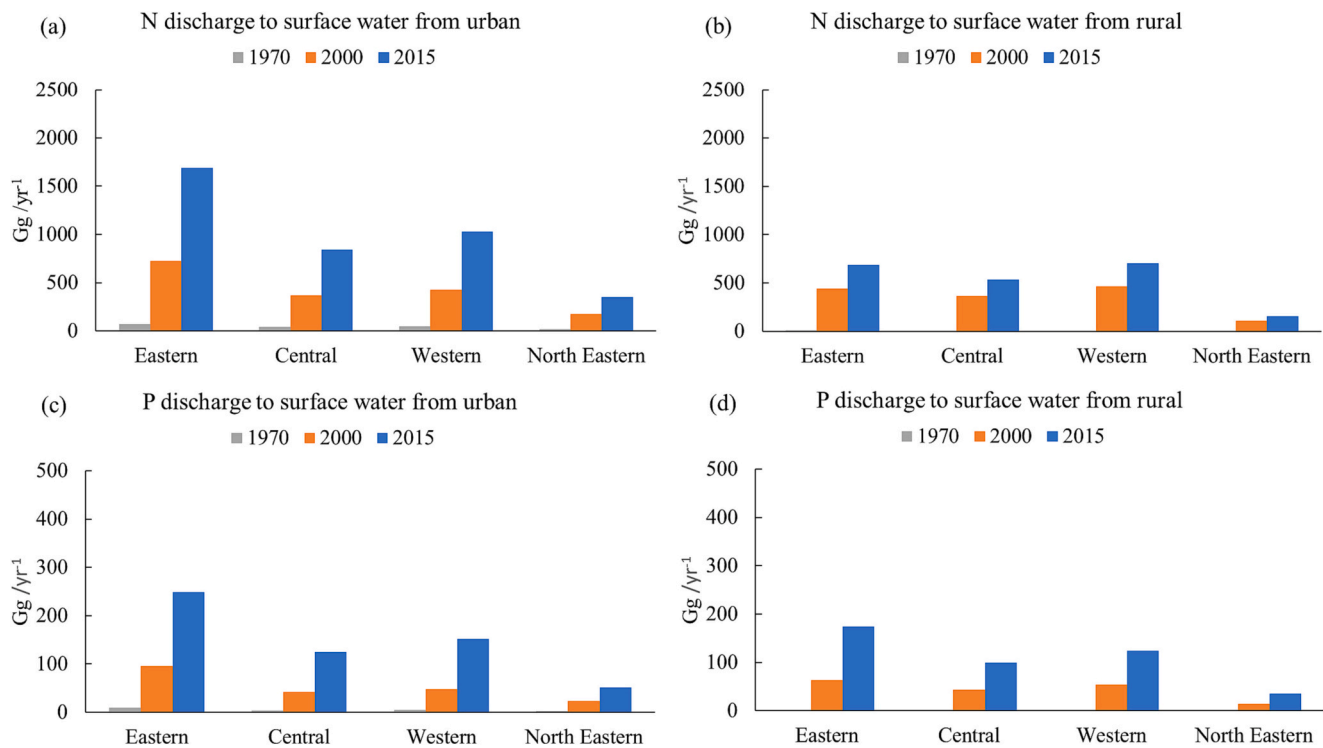 (a) N discharge to surface water from urban
1970 2000 2015
2500
2000
1500
1000
500
0
Gg /yr⁻¹
Eastern Central Western North Eastern
(b) N discharge to surface water from rural
1970 2000 2015
2500
2000
1500
1000
500
0
Gg /yr⁻¹
Eastern Central Western North Eastern
(c) P discharge to surface water from urban
1970 2000 2015
500
400
300
200
100
0
Gg /yr⁻¹
Eastern Central Western North Eastern
(d) P discharge to surface water from rural
1970 2000 2015
500
400
300
200
100
0
Gg /yr⁻¹
Eastern Central Western North Eastern